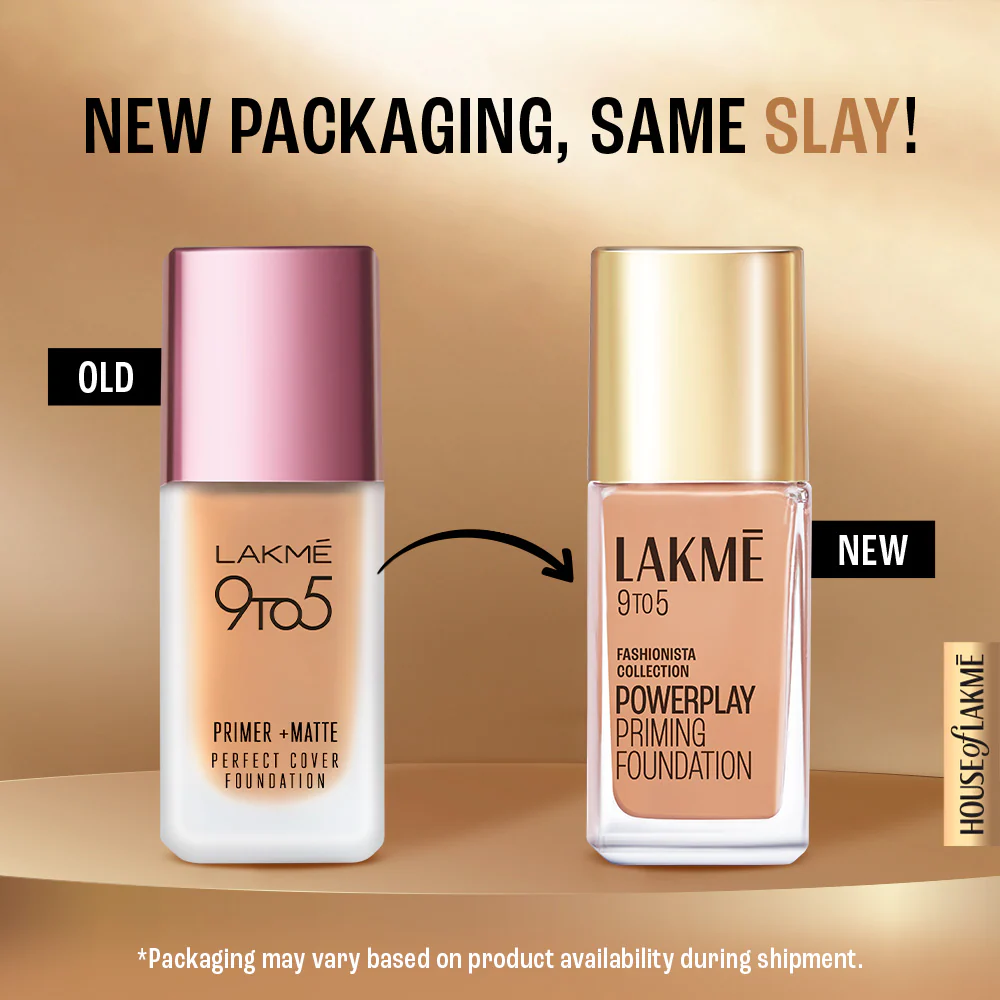 NEW PACKAGING, SAME SLAY!
OLD
LAKMÉ
9TO5
PRIMER +MATTE
PERFECT COVER
FOUNDATION
NEW
LAKMĒ
9TO5
FASHIONISTA
COLLECTION
POWERPLAY
PRIMING
FOUNDATION
HOUSE of LAKMĒ
*Packaging may vary based on product availability during shipment.